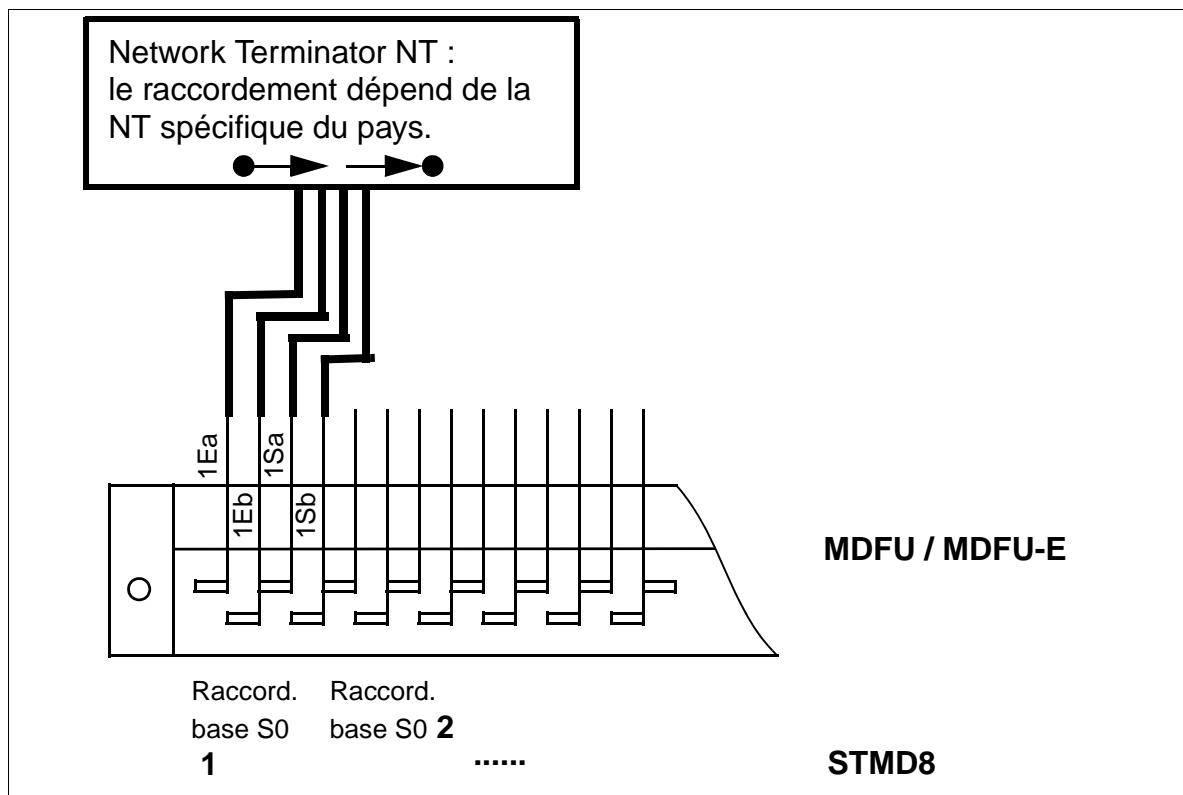 Network Terminator NT :
le raccordement dépend de la
NT spécifique du pays.
1Ea
1Eb
1Sa
1Sb
MDFU / MDFU-E
Raccord.
base S0
1
Raccord.
base S0 2
......
STMD8